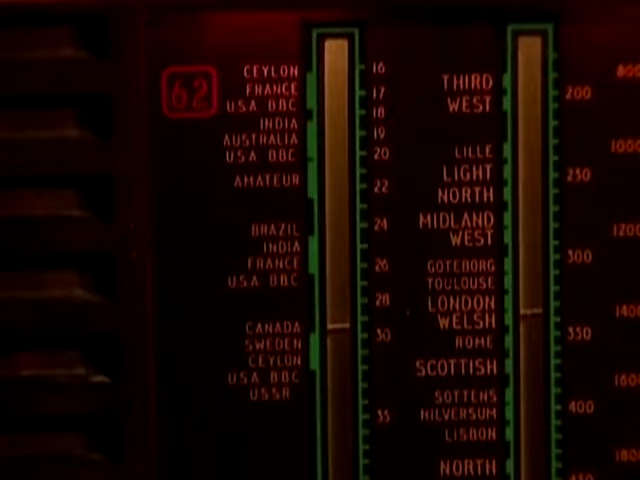 62
CEYLON
FRANCE
USA BBC
INDIA
AUSTRALIA
USA BBC
AMATEUR
BRAZIL
INDIA
FRANCE
USA BBC
CANADA
SWEDEN
CEYLON
USA BBC
USSR
16
17
18
19
20
22
24
26
28
30
35
THIRD
WEST
LILLE
LIGHT
NORTH
MIDLAND
WEST
GOTEBORG
TOULOUSE
LONDON
WELSH
ROME
SCOTTISH
SOTTENS
HILVERSUM
LISBON
NORTH
200
250
300
350
400
450
800
1000
1200
1400
1600
1800